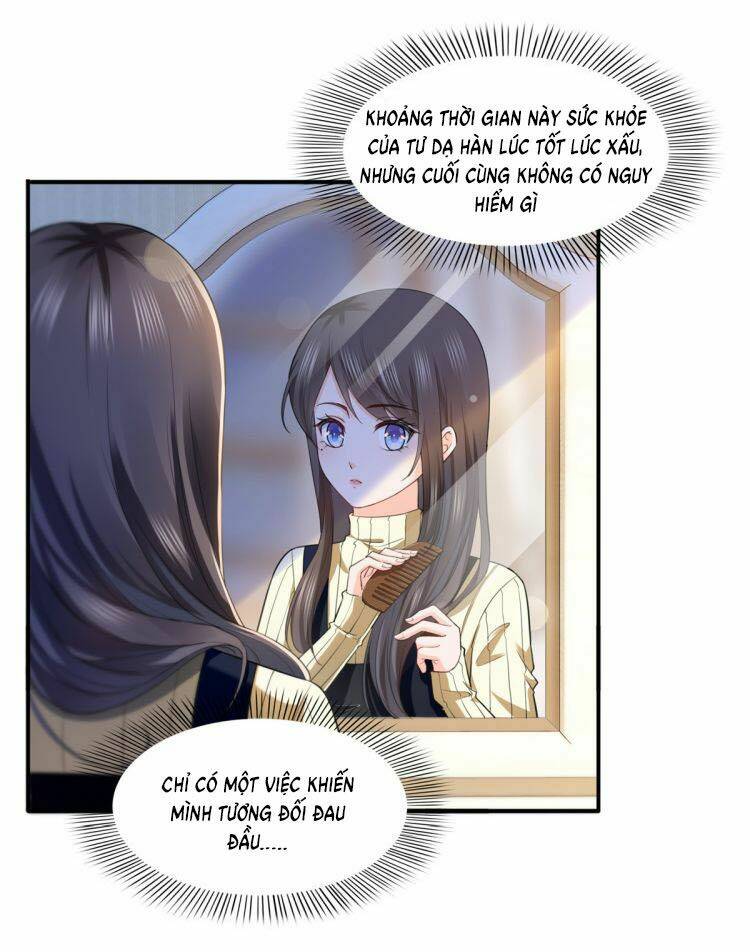 KHOẢNG THỜI GIAN NÀY SỨC KHỎE
CỦA TƯ DẠ HÀN LÚC TỐT LÚC XẤU,
NHƯNG CUỐI CÙNG KHÔNG CÓ NGUY
HIỂM GÌ
CHỈ CÓ MỘT VIỆC KHIẾN
MÌNH TƯƠNG ĐỐI ĐAU
ĐẦU.....